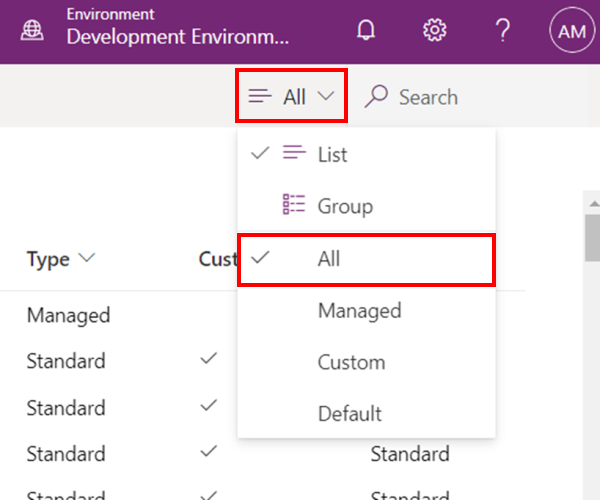 Environment
Development Environm...
AM
All
Search
List
Group
Type
Cust
All
Managed
Managed
Standard
Custom
Standard
Default
Standard
Standard
Standard
Standard